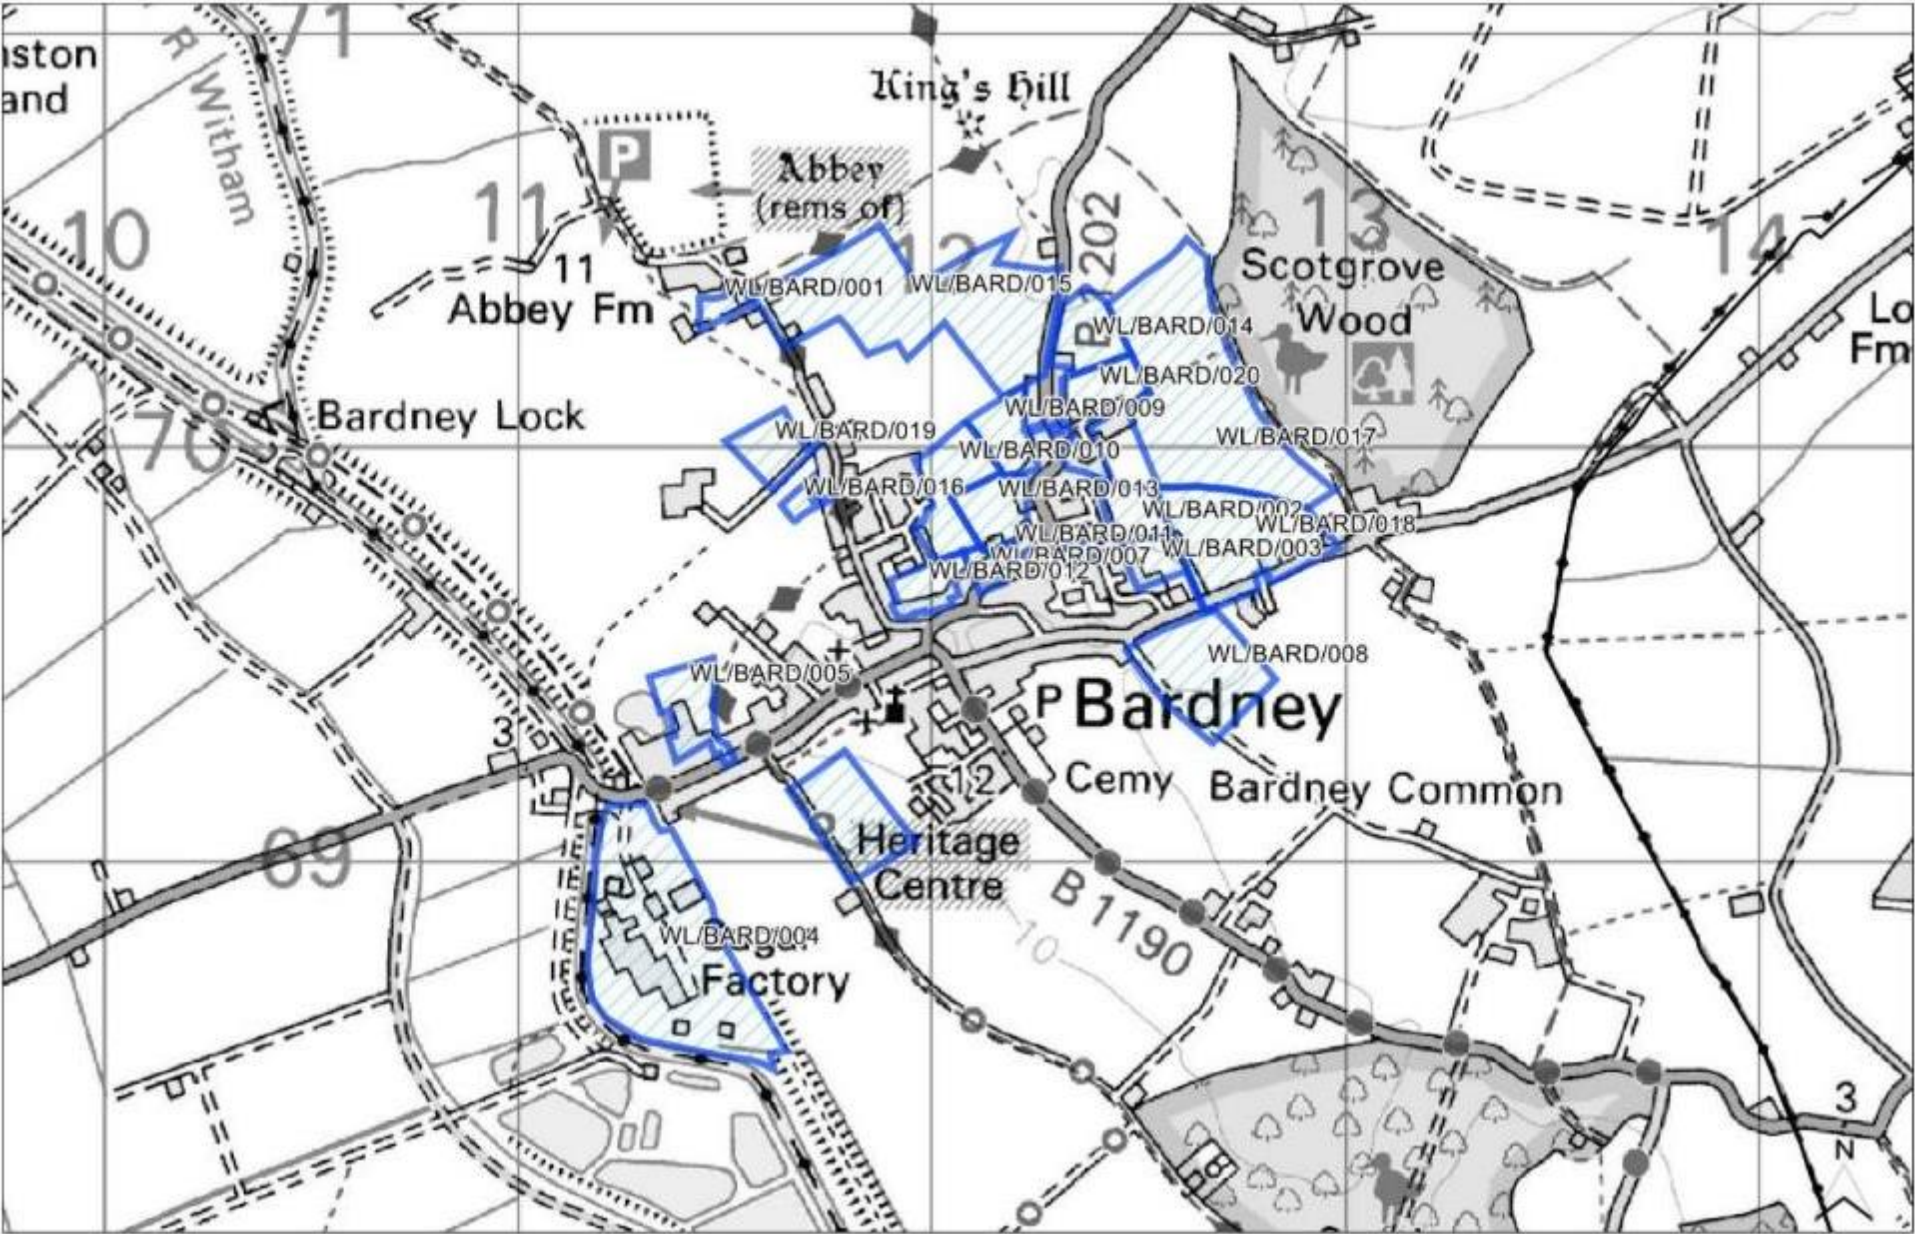 71
nston
and
R Witham
King's Hill
P
Abbey
(rems of)
10
11
12
13
14
11
Abbey Fm
202
Scotgrove
Wood
Lo
Fm
P
WL/BARD/001
WL/BARD/015
WL/BARD/014
WL/BARD/020
WL/BARD/009
WL/BARD/017
WL/BARD/019
WL/BARD/010
WL/BARD/016
WL/BARD/013
WL/BARD/002
WL/BARD/018
WL/BARD/011
WL/BARD/003
WL/BARD/007
WL/BARD/012
Bardney Lock
70
WL/BARD/005
WL/BARD/008
P Bardney
3
12
Cemy
Bardney Common
69
Heritage
Centre
B 1190
10
WL/BARD/004
Factory
3
N